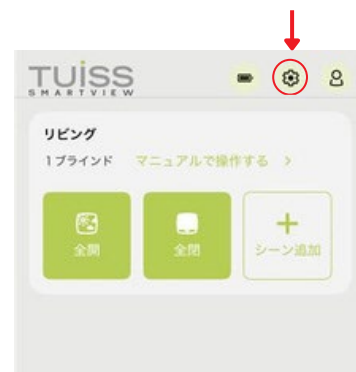 TUISS
SMARTVIEW
リビング
1ブラインド マニュアルで操作する >
全開
全閉
シーン追加